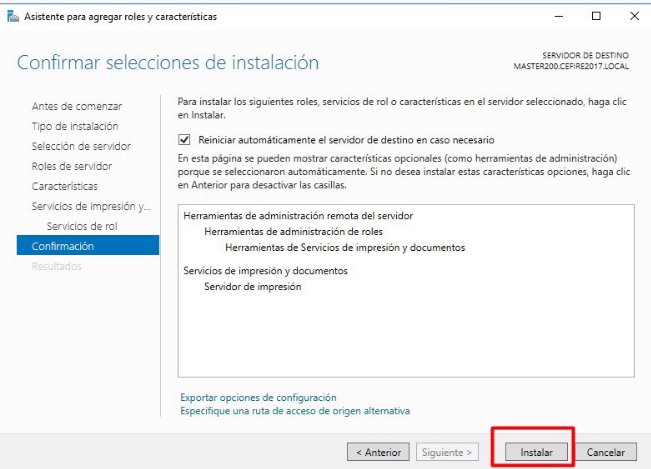 Asistente para agregar roles y características
Confirmar selecciones de instalación
SERVIDOR DE DESTINO
MASTER200.CEFIRE2017.LOCAL
Antes de comenzar
Tipo de instalación
Selección de servidor
Roles de servidor
Características
Servicios de impresión y...
Servicios de rol
Confirmación
Resultados
Para instalar los siguientes roles, servicios de rol o características en el servidor seleccionado, haga clic
en Instalar.
Reiniciar automáticamente el servidor de destino en caso necesario
En esta página se pueden mostrar características opcionales (como herramientas de administración)
porque se seleccionaron automáticamente. Si no desea instalar estas características opciones, haga clic
en Anterior para desactivar las casillas.
Herramientas de administración remota del servidor
Herramientas de administración de roles
Herramientas de Servicios de impresión y documentos
Servicios de impresión y documentos
Servidor de impresión
Exportar opciones de configuración
Especifique una ruta de acceso de origen alternativa
< Anterior
Siguiente >
Instalar
Cancelar